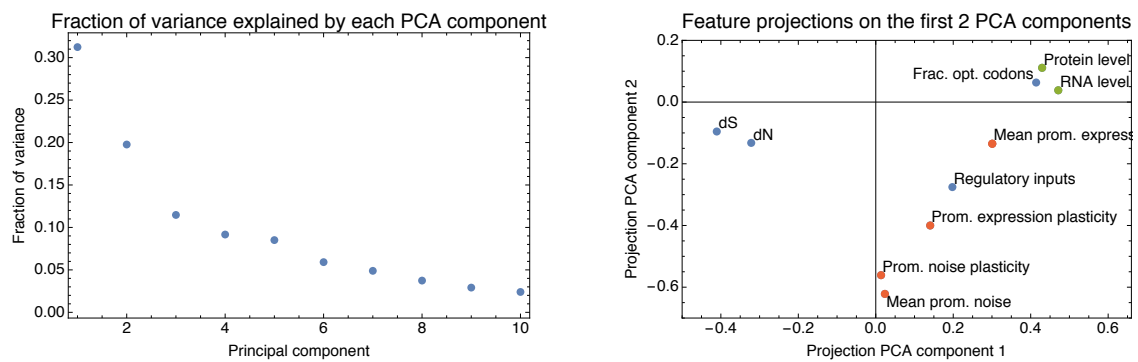 Fraction of variance explained by each PCA component
Fraction of variance
0.30
0.25
0.20
0.15
0.10
0.05
0.00
2 4 6 8 10
Principal component
Feature projections on the first 2 PCA components
Projection PCA component 2
0.2
0.0
−0.2
−0.4
−0.6
Protein level
Frac. opt. codons
RNA level
dS
dN
Mean prom. express
Regulatory inputs
Prom. expression plasticity
Prom. noise plasticity
Mean prom. noise
−0.4 −0.2 0.0 0.2 0.4 0.6
Projection PCA component 1